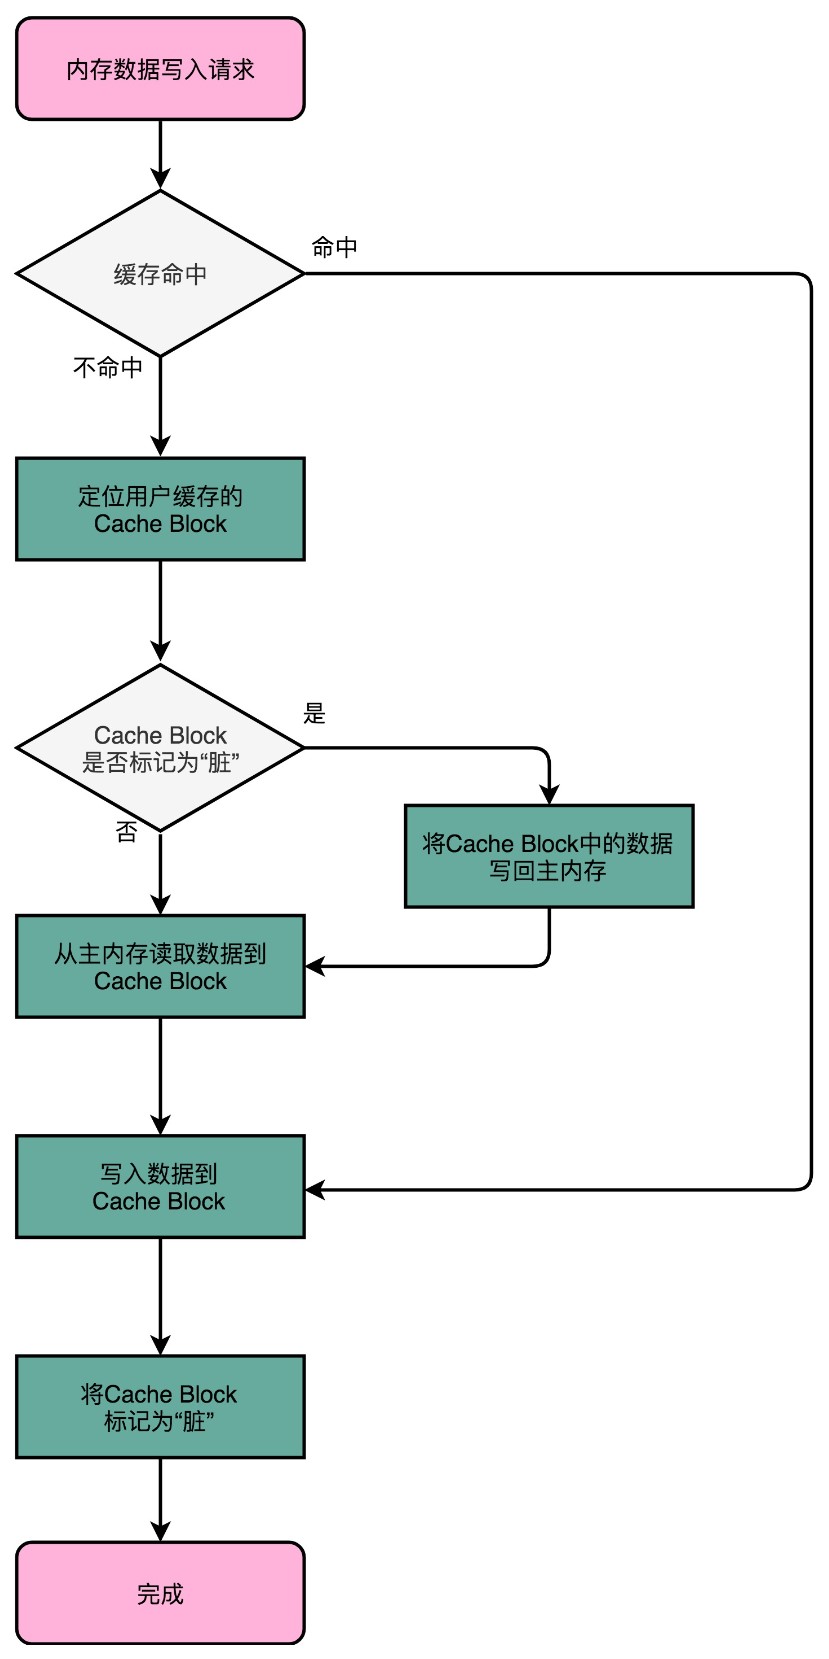 内存数据写入请求
缓存命中
命中
不命中
定位用户缓存的
Cache Block
Cache Block
是否标记为“脏”
是
否
将Cache Block中的数据
写回主内存
从主内存读取数据到
Cache Block
写入数据到
Cache Block
将Cache Block
标记为“脏”
完成